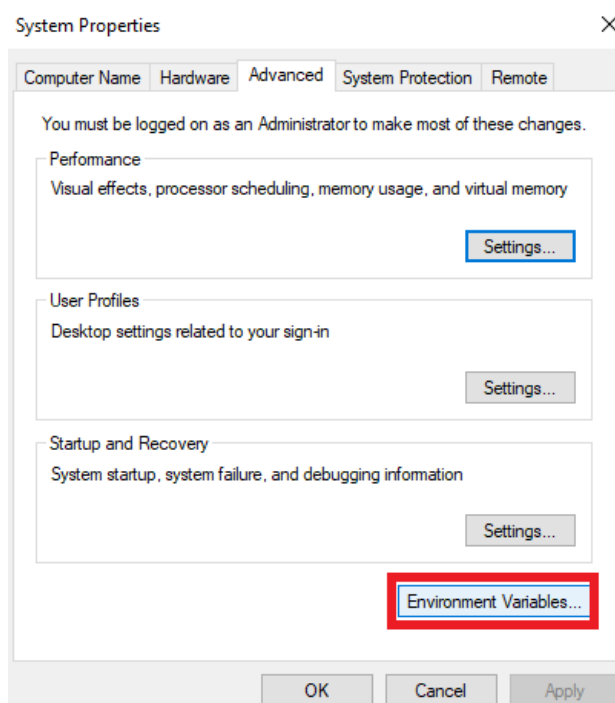 System Properties
Computer Name Hardware Advanced System Protection Remote
You must be logged on as an Administrator to make most of these changes.
Performance
Visual effects, processor scheduling, memory usage, and virtual memory
Settings...
User Profiles
Desktop settings related to your sign-in
Settings...
Startup and Recovery
System startup, system failure, and debugging information
Settings...
Environment Variables...
OK Cancel Apply